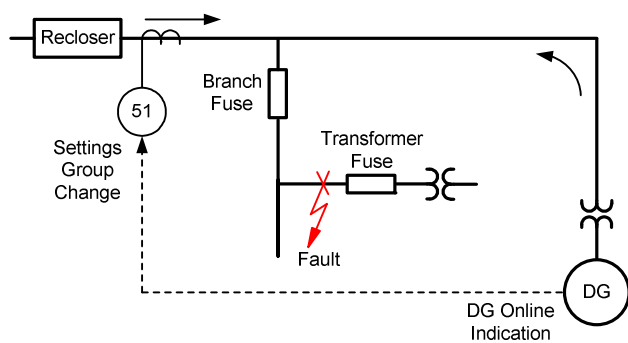 Recloser
51
Settings
Group
Change
Branch
Fuse
Transformer
Fuse
Fault
DG
DG Online
Indication